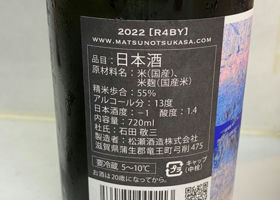 2022 [R4BY]
WWW.MATSUNOTSUKASA.COM
品目：日本酒
原材料名：米（国産）、
米麴（国産米）
精米歩合：55%
アルコール分：13度
日本酒度：－1 酸度：1.4
内容量：720ml
杜氏：石田 敬三
製造者：松瀬酒造株式会社
滋賀県蒲生郡竜王町弓削475
要冷蔵 5～10℃
お酒は20歳になってから。
キャップ
（中栓）